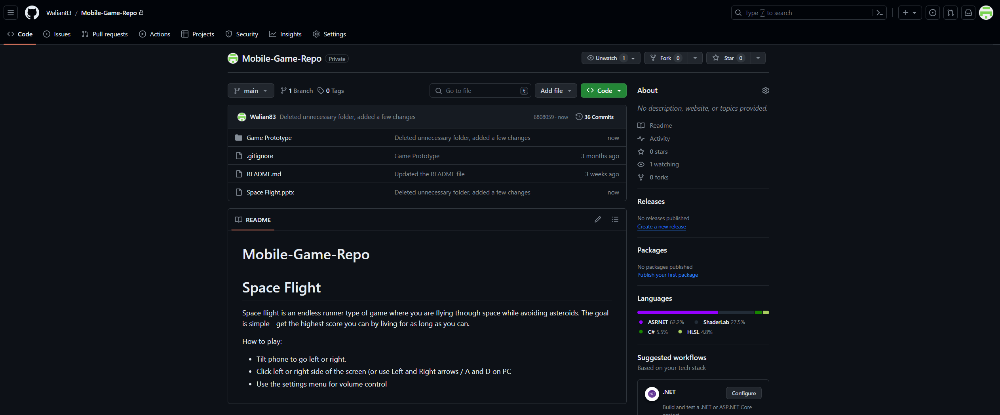 Walian83 / Mobile-Game-Repo
Type / to search
Code Issues Pull requests Actions Projects Security Insights Settings
Mobile-Game-Repo Private
Unwatch 1 Fork 0 Star 0
main 1 Branch 0 Tags
Go to file t Add file Code
Walian83 Deleted unnecessary folder, added a few changes 6808059 · now 36 Commits
Game Prototype Deleted unnecessary folder, added a few changes now
.gitignore Game Prototype 3 months ago
README.md Updated the README file 3 weeks ago
Space Flight.pptx Deleted unnecessary folder, added a few changes now
README
Mobile-Game-Repo
Space Flight
Space flight is an endless runner type of game where you are flying through space while avoiding asteroids. The goal
is simple - get the highest score you can by living for as long as you can.
How to play:
• Tilt phone to go left or right.
• Click left or right side of the screen (or use Left and Right arrows / A and D on PC
• Use the settings menu for volume control
About
No description, website, or topics provided.
Readme
Activity
0 stars
1 watching
0 forks
Releases
No releases published
Create a new release
Packages
No packages published
Publish your first package
Languages
ASP.NET 62.2% ShaderLab 27.5%
C# 5.5% HLSL 4.8%
Suggested workflows
Based on your tech stack
.NET
.NET Configure
Build and test a .NET or ASP.NET Core
project